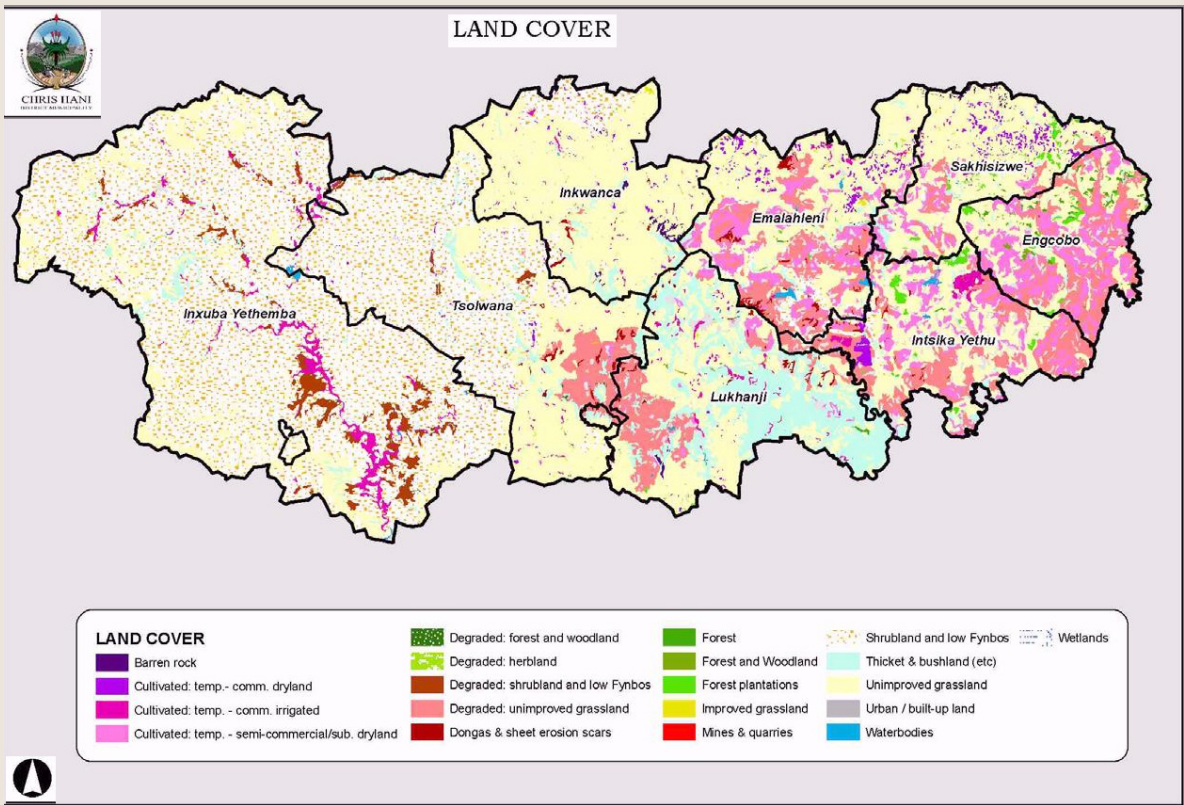 LAND COVER
CHRIS HANI
DISTRICT MUNICIPALITY
Sakhisizwe
Inkwanca
Emalahleni
Engcobo
Tsolwana
Inxuba Yethemba
Intsika Yethu
Lukhanji
LAND COVER
Barren rock
Cultivated: temp.- comm. dryland
Cultivated: temp. - comm. irrigated
Cultivated: temp. - semi-commercial/sub. dryland
Degraded: forest and woodland
Degraded: herbland
Degraded: shrubland and low Fynbos
Degraded: unimproved grassland
Dongas & sheet erosion scars
Forest
Forest and Woodland
Forest plantations
Improved grassland
Mines & quarries
Shrubland and low Fynbos
Thicket & bushland (etc)
Unimproved grassland
Urban / built-up land
Waterbodies
Wetlands